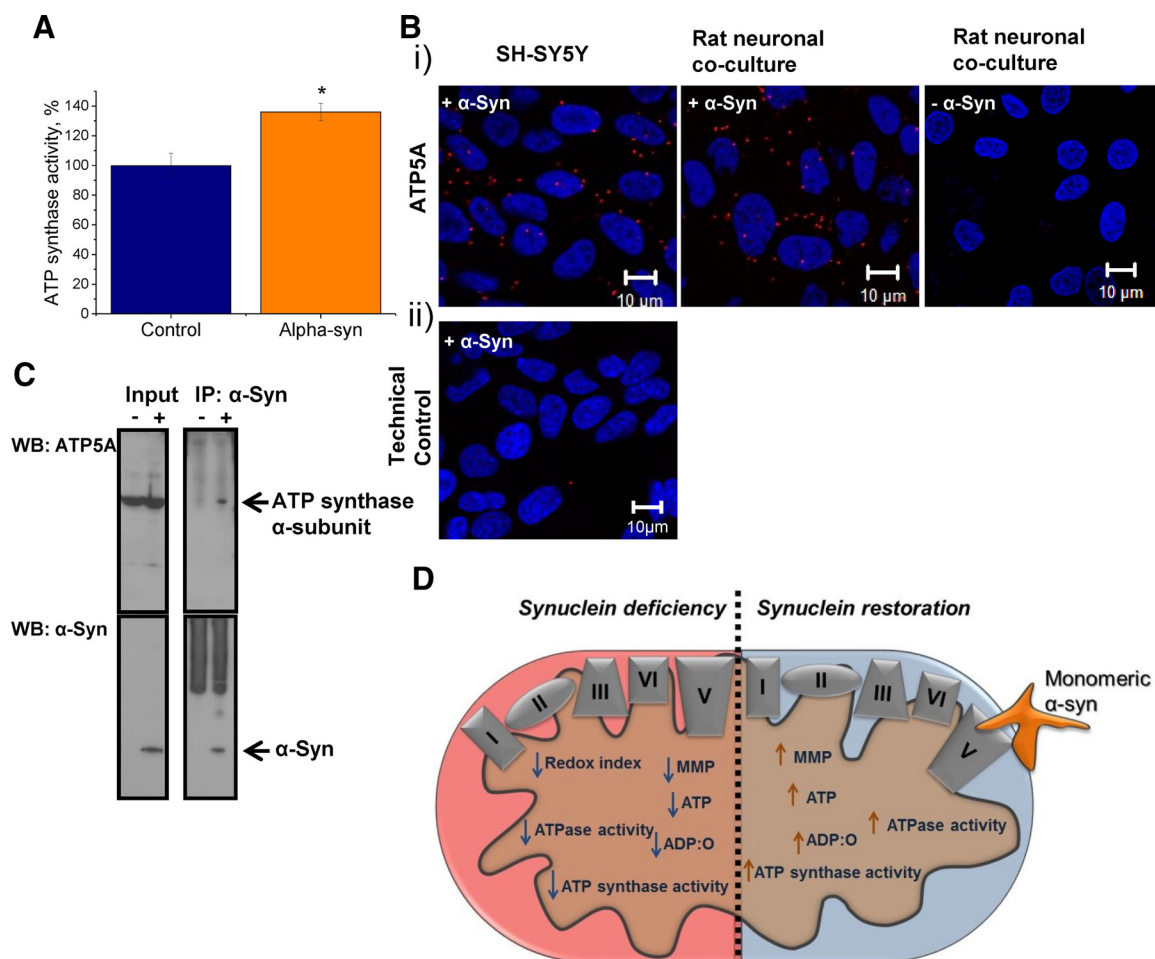 A
ATP synthase activity, %
140
120
100
80
60
40
20
0
*
Control
Alpha-syn
B
i)
SH-SY5Y
Rat neuronal
co-culture
Rat neuronal
co-culture
ATP5A
+ α-Syn
+ α-Syn
- α-Syn
10 µm
10 µm
10 µm
ii)
Technical
Control
+ α-Syn
10µm
C
Input
IP: α-Syn
- +
- +
WB: ATP5A
ATP synthase
α-subunit
WB: α-Syn
α-Syn
D
Synuclein deficiency
Synuclein restoration
I
II
III
VI
V
I
II
III
VI
V
Monomeric
α-syn
↓ Redox index
↓ MMP
↓ ATP
↓ ATPase activity
↓ ADP:O
↓ ATP synthase activity
↑ MMP
↑ ATP
↑ ATPase activity
↑ ADP:O
↑ ATP synthase activity